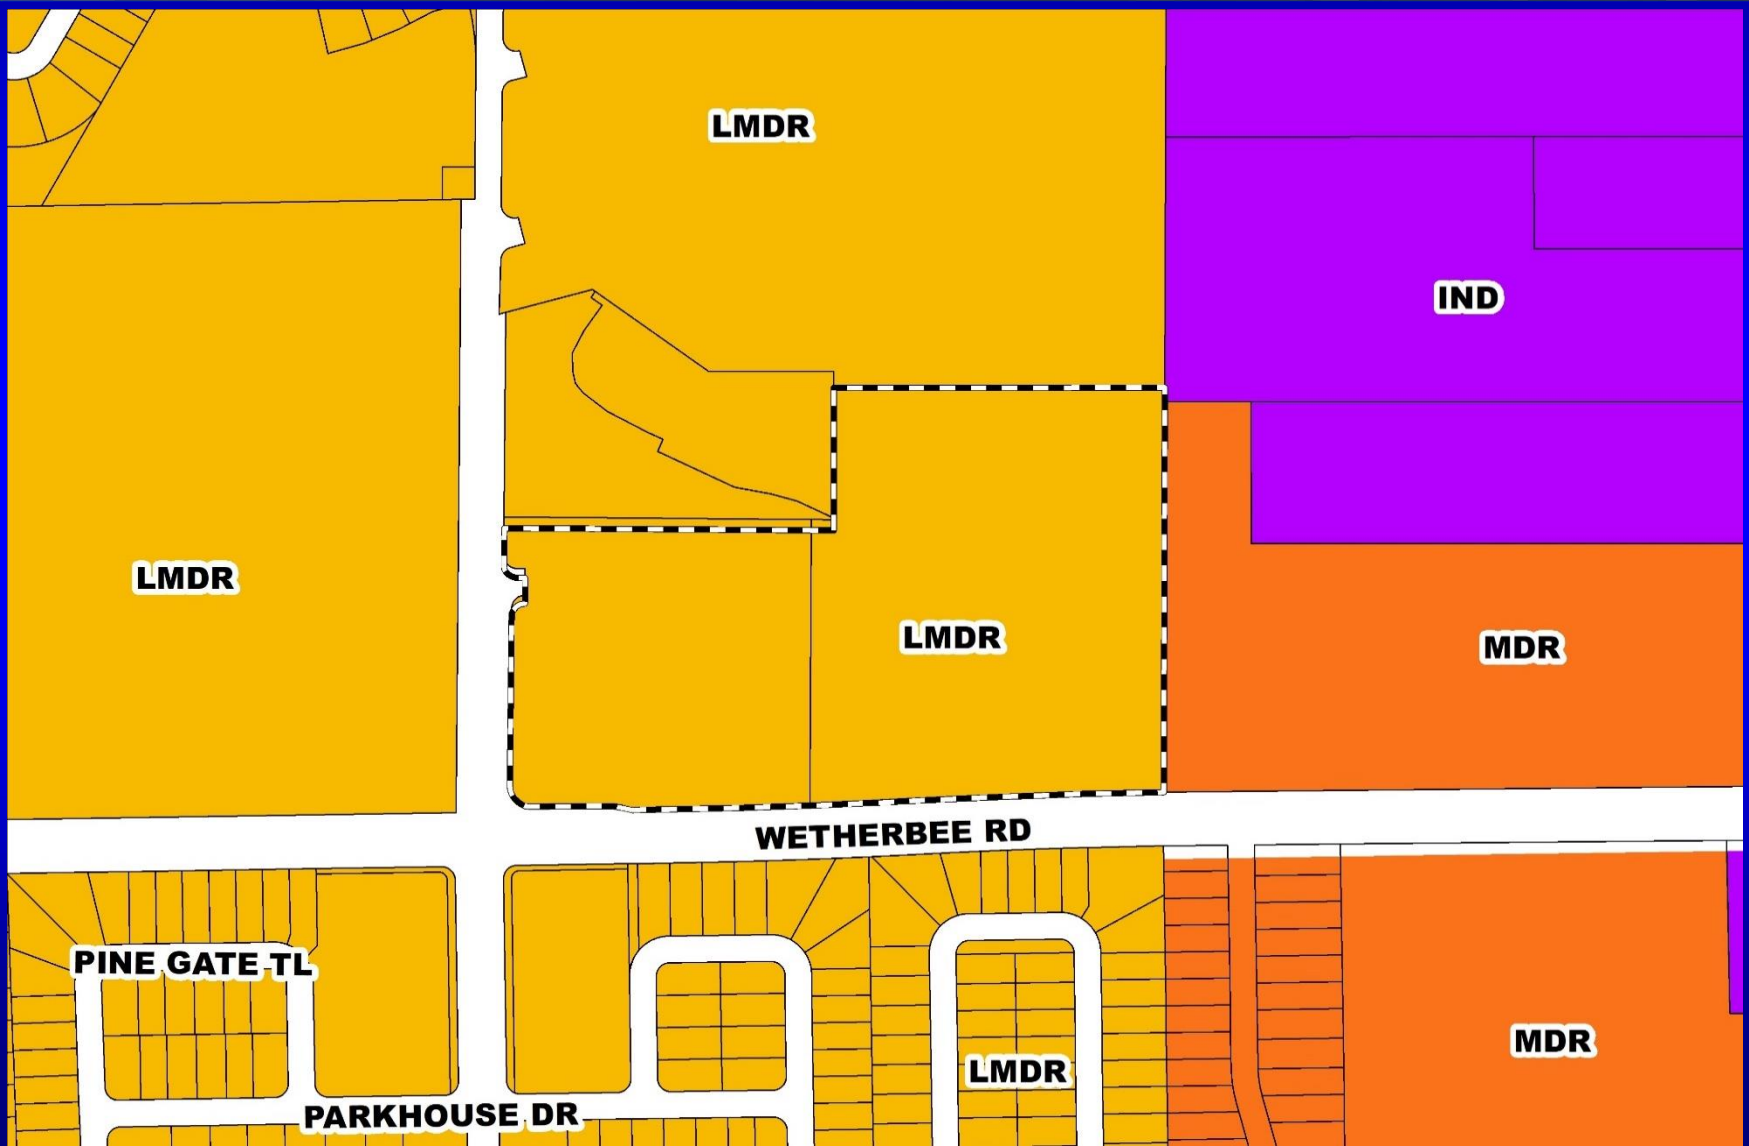 LMDR
IND
LMDR
LMDR
MDR
WETHERBEE RD
PINE GATE TL
MDR
LMDR
PARKHOUSE DR